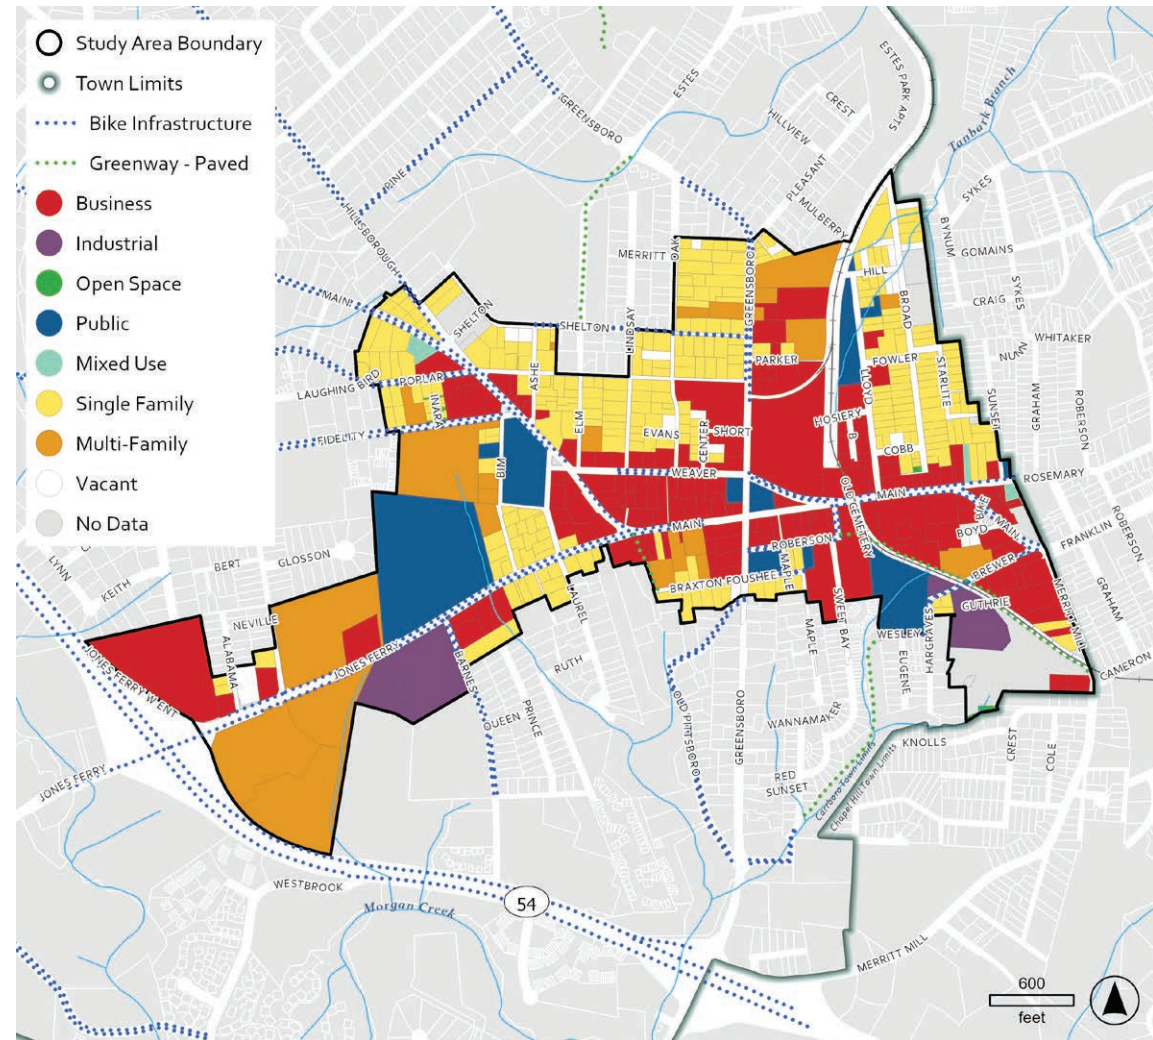 Study Area Boundary
Town Limits
Bike Infrastructure
Greenway - Paved
Business
Industrial
Open Space
Public
Mixed Use
Single Family
Multi-Family
Vacant
No Data
ESTES PARK APTS
Tanbark Branch
ESTES
GREENSBORO
CREST
HILLVIEW
PLEASANT
MULBERRY
PINE
HILLSBOROUGH
SYKES
BYNUM
GOMAINS
MERRITT
OAK
GREENSBORO
HILL
BROAD
CRAIG
SYKES
MAIN
SHELTON
SHELTON
LINDSAY
WHITAKER
NUNN
PARKER
FOWLER
STARLITE
LAUGHING BIRD
POPLAR
INARA
ASHE
ELM
LLOYD
SUNSET
GRAHAM
ROBERSON
HOSIERY
FIDELITY
EVANS
CENTER
SHORT
B
COBB
BIM
WEAVER
ROSEMARY
MAIN
OLD CEMETERY
MAIN
BIKE
MAIN
BOYD
FRANKLIN
ROBERSON
ROBERSON
LYNN
KEITH
BERT
GLOSSON
BRAXTON FOUSHEE
MAPLE
BREWER
MERRITT MILL
GRAHAM
LAUREL
SWEET BAY
GUTHRIE
HARGRAVES
NEVILLE
ALABAMA
JONES FERRY
WESLEY
MAPLE
EUGENE
CAMERON
JONES FERRY
BARNES
RUTH
QUEEN
PRINCE
OLD PITTSBORO
GREENSBORO
WANNAMAKER
KNOLLS
CREST
COLE
Carrboro Town Limits
Chapel Hill Town Limits
JONES FERRY
RED SUNSET
WESTBROOK
54
Morgan Creek
MERRITT MILL
600
feet